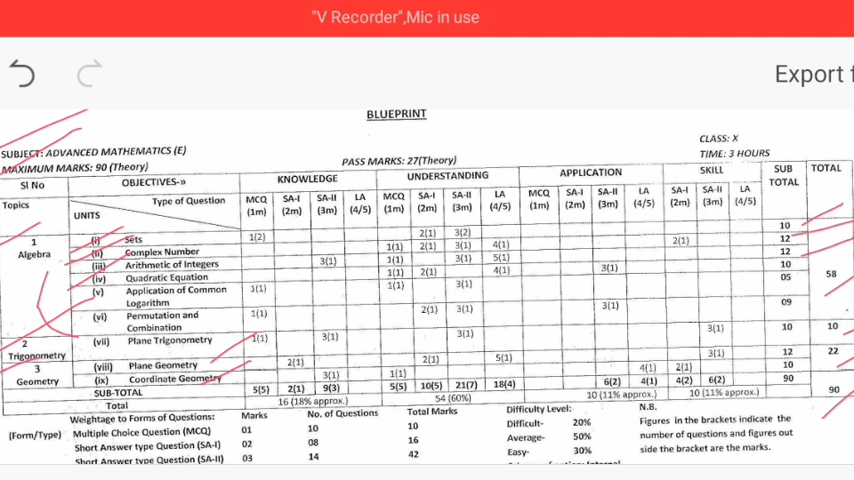 "V Recorder",Mic in use
Export f
BLUEPRINT
SUBJECT: ADVANCED MATHEMATICS (E)
CLASS: X
MAXIMUM MARKS: 90 (Theory)
PASS MARKS: 27(Theory)
TIME: 3 HOURS
Sl No OBJECTIVES-» KNOWLEDGE UNDERSTANDING APPLICATION SKILL SUB TOTAL TOTAL
Topics UNITS Type of Question MCQ (1m) SA-I (2m) SA-II (3m) LA (4/5) MCQ (1m) SA-I (2m) SA-II (3m) LA (4/5) MCQ (1m) SA-I (2m) SA-II (3m) LA (4/5) SA-I (2m) SA-II (3m) LA (4/5)
1 Algebra
(i) Sets 1(2) 2(1) 3(2) 10
(ii) Complex Number 1(1) 2(1) 3(1) 4(1) 2(1) 12
(iii) Arithmetic of Integers 3(1) 1(1) 3(1) 5(1) 12
(iv) Quadratic Equation 1(1) 2(1) 4(1) 3(1) 10
(v) Application of Common Logarithm 1(1) 1(1) 3(1) 05 58
(vi) Permutation and Combination 1(1) 2(1) 3(1) 3(1) 09
2 Trigonometry
(vii) Plane Trigonometry 1(1) 3(1) 3(1) 3(1) 10 10
3 Geometry
(viii) Plane Geometry 2(1) 2(1) 5(1) 3(1) 12 22
(ix) Coordinate Geometry 3(1) 1(1) 4(1) 2(1) 10
SUB-TOTAL 5(5) 2(1) 9(3) 5(5) 10(5) 21(7) 18(4) 6(2) 4(1) 4(2) 6(2) 90
Total 16 (18% approx.) 54 (60%) 10 (11% approx.) 10 (11% approx.) 90
Weightage to Forms of Questions: Marks No. of Questions Total Marks Difficulty Level: N.B.
(Form/Type) Multiple Choice Question (MCQ) 01 10 10 Difficult- 20% Figures in the brackets indicate the
Short Answer type Question (SA-I) 02 08 16 Average- 50% number of questions and figures out
Short Answer type Question (SA-II) 03 14 42 Easy- 30% side the bracket are the marks.